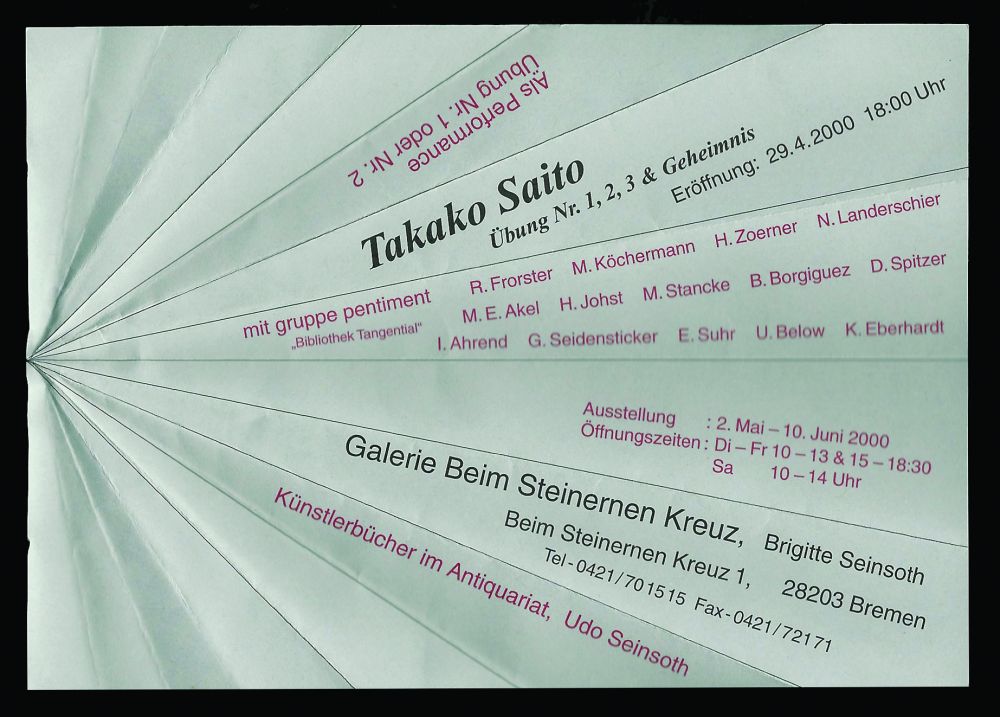 Als Performance
Übung Nr. 1 oder Nr. 2
Takako Saito
Übung Nr. 1, 2, 3 & Geheimnis
Eröffnung: 29.4.2000 18:00 Uhr
mit gruppe pentiment
„Bibliothek Tangential“
R. Frorster M. Köchermann H. Zoerner N. Landerschier
M. E. Akel H. Johst M. Stancke B. Borgiguez D. Spitzer
I. Ahrend G. Seidensticker E. Suhr U. Below K. Eberhardt
Ausstellung : 2. Mai – 10. Juni 2000
Öffnungszeiten : Di – Fr 10 – 13 & 15 – 18:30
Sa 10 – 14 Uhr
Galerie Beim Steinernen Kreuz, Brigitte Seinsoth
Beim Steinernen Kreuz 1, 28203 Bremen
Tel - 0421 / 70 15 15 Fax - 0421 / 7 21 71
Künstlerbücher im Antiquariat, Udo Seinsoth